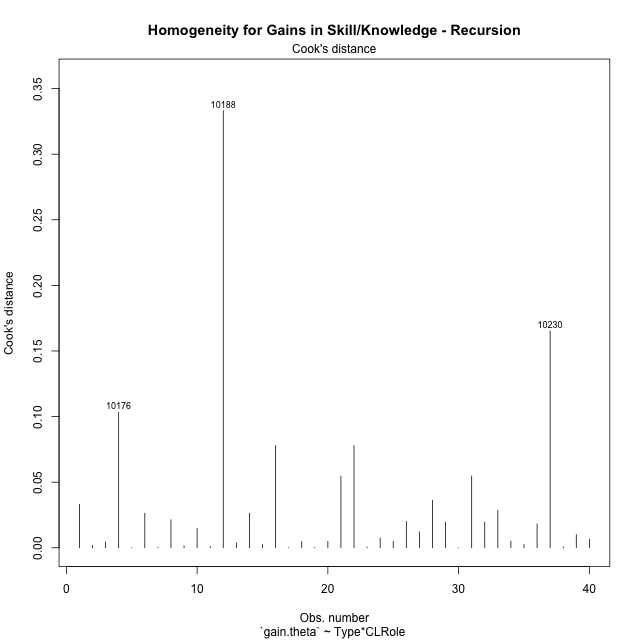 Homogeneity for Gains in Skill/Knowledge - Recursion
Cook's distance
Cook's distance
0.35
0.30
0.25
0.20
0.15
0.10
0.05
0.00
10188
10230
10176
0 10 20 30 40
Obs. number
`gain.theta` ~ Type*CLRole